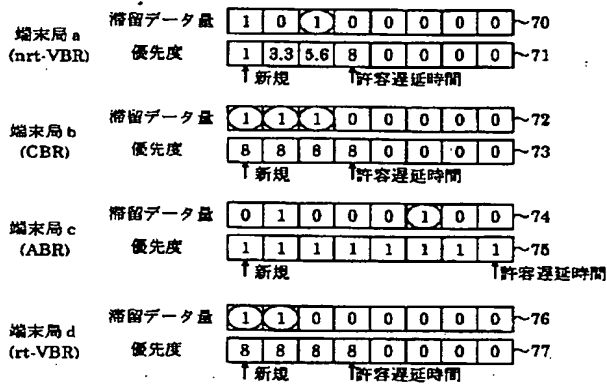 端末局 a
(nrt-VBR)
滞留データ量 1 0 1 0 0 0 0 0 ~70
優先度 1 3.3 5.6 8 0 0 0 0 ~71
↑新規 ↑許容遅延時間
端末局 b
(CBR)
滞留データ量 1 1 1 0 0 0 0 0 ~72
優先度 8 8 8 8 0 0 0 0 ~73
↑新規 ↑許容遅延時間
端末局 c
(ABR)
滞留データ量 0 1 0 0 0 1 0 0 ~74
優先度 1 1 1 1 1 1 1 1 ~75
↑新規 ↑許容遅延時間
端末局 d
(rt-VBR)
滞留データ量 1 1 0 0 0 0 0 0 ~76
優先度 8 8 8 8 0 0 0 0 ~77
↑新規 ↑許容遅延時間